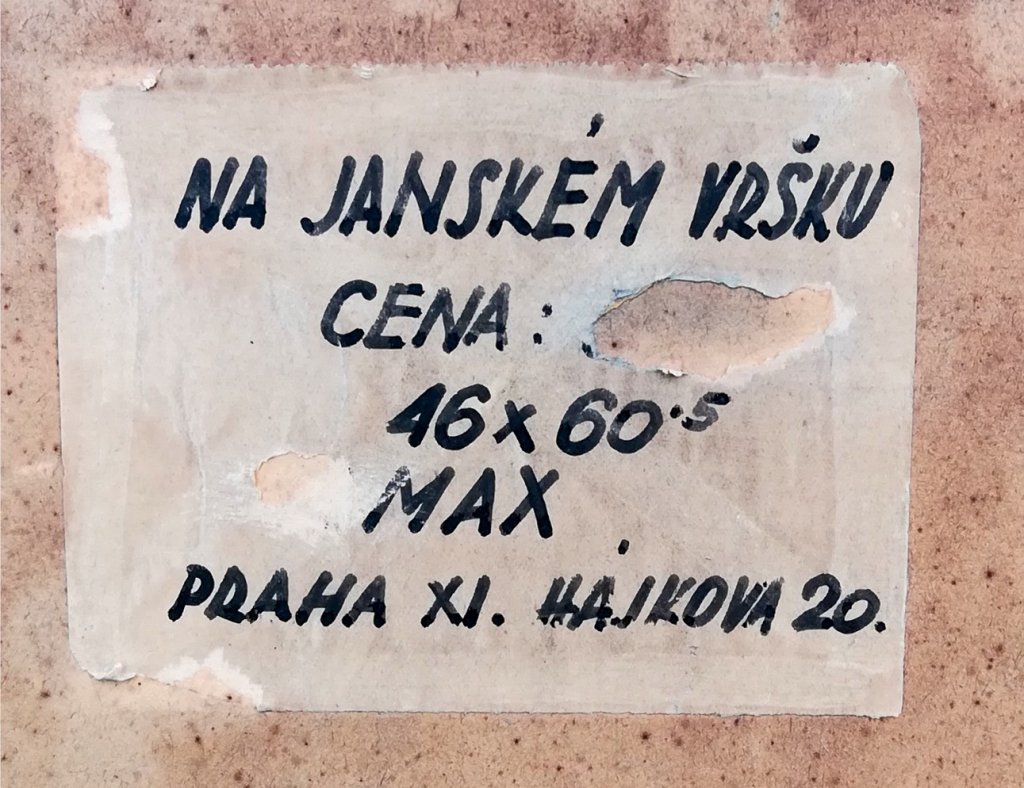 NA JANSKÉM VRŠKU
CENA:
46 x 60.5
MAX
PRAHA XI. HÁJKOVA 20.